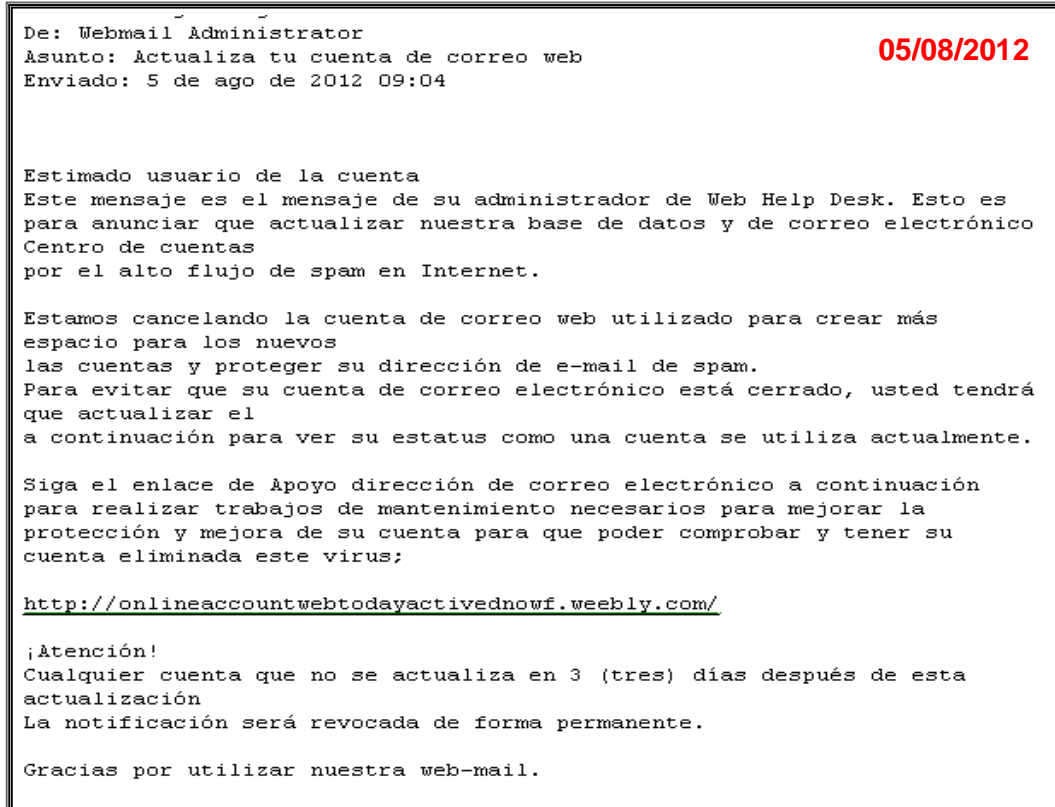 De: Webmail Administrator
Asunto: Actualiza tu cuenta de correo web
05/08/2012
Enviado: 5 de ago de 2012 09:04
Estimado usuario de la cuenta
Este mensaje es el mensaje de su administrador de Web Help Desk. Esto es
para anunciar que actualizar nuestra base de datos y de correo electrónico
Centro de cuentas
por el alto flujo de spam en Internet.
Estamos cancelando la cuenta de correo web utilizado para crear más
espacio para los nuevos
las cuentas y proteger su dirección de e-mail de spam.
Para evitar que su cuenta de correo electrónico está cerrado, usted tendrá
que actualizar el
a continuación para ver su estatus como una cuenta se utiliza actualmente.
Siga el enlace de Apoyo dirección de correo electrónico a continuación
para realizar trabajos de mantenimiento necesarios para mejorar la
protección y mejora de su cuenta para que poder comprobar y tener su
cuenta eliminada este virus;
http://onlineaccountwebtodayactivednowf.weebly.com/
¡Atención!
Cualquier cuenta que no se actualiza en 3 (tres) días después de esta
actualización
La notificación será revocada de forma permanente.
Gracias por utilizar nuestra web-mail.